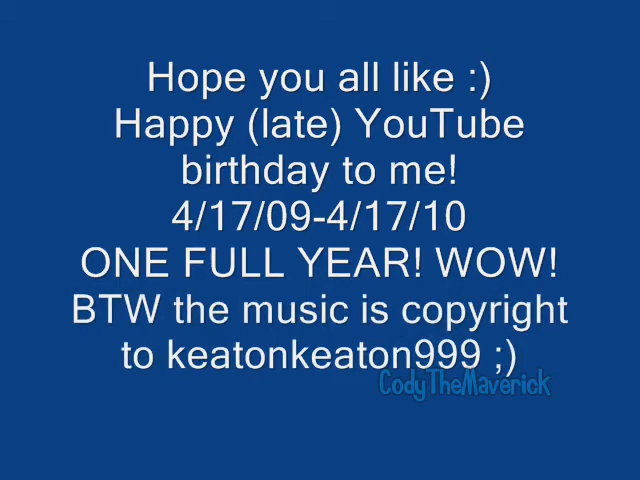 Hope you all like :)
Happy (late) YouTube
birthday to me!
4/17/09-4/17/10
ONE FULL YEAR! WOW!
BTW the music is copyright
to keatonkeaton999 ;)
CodyTheMaverick